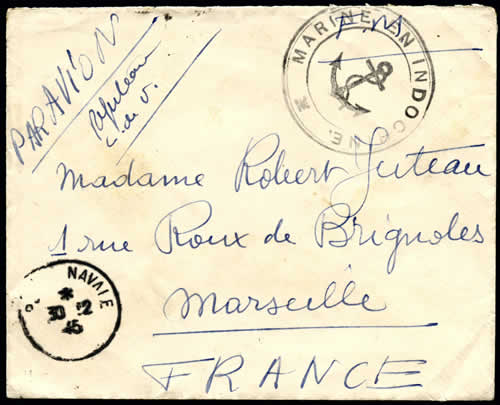 PAR AVION
L. de V.
F.M.
MARINE EN INDOCHINE
Madame Robert Juteau
1 rue Roux de Brignoles
Marseille
FRANCE
NAVALE
*
30 12
45